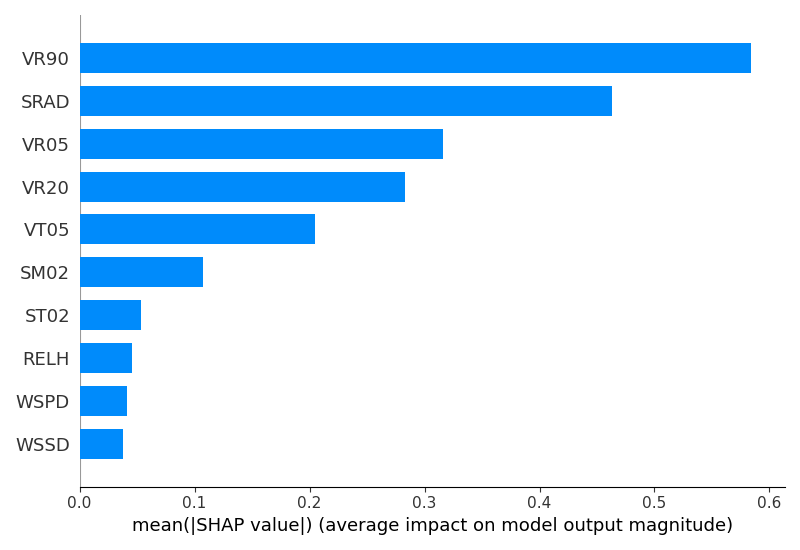 VR90
SRAD
VR05
VR20
VT05
SM02
ST02
RELH
WSPD
WSSD
0.0 0.1 0.2 0.3 0.4 0.5 0.6
mean(|SHAP value|) (average impact on model output magnitude)